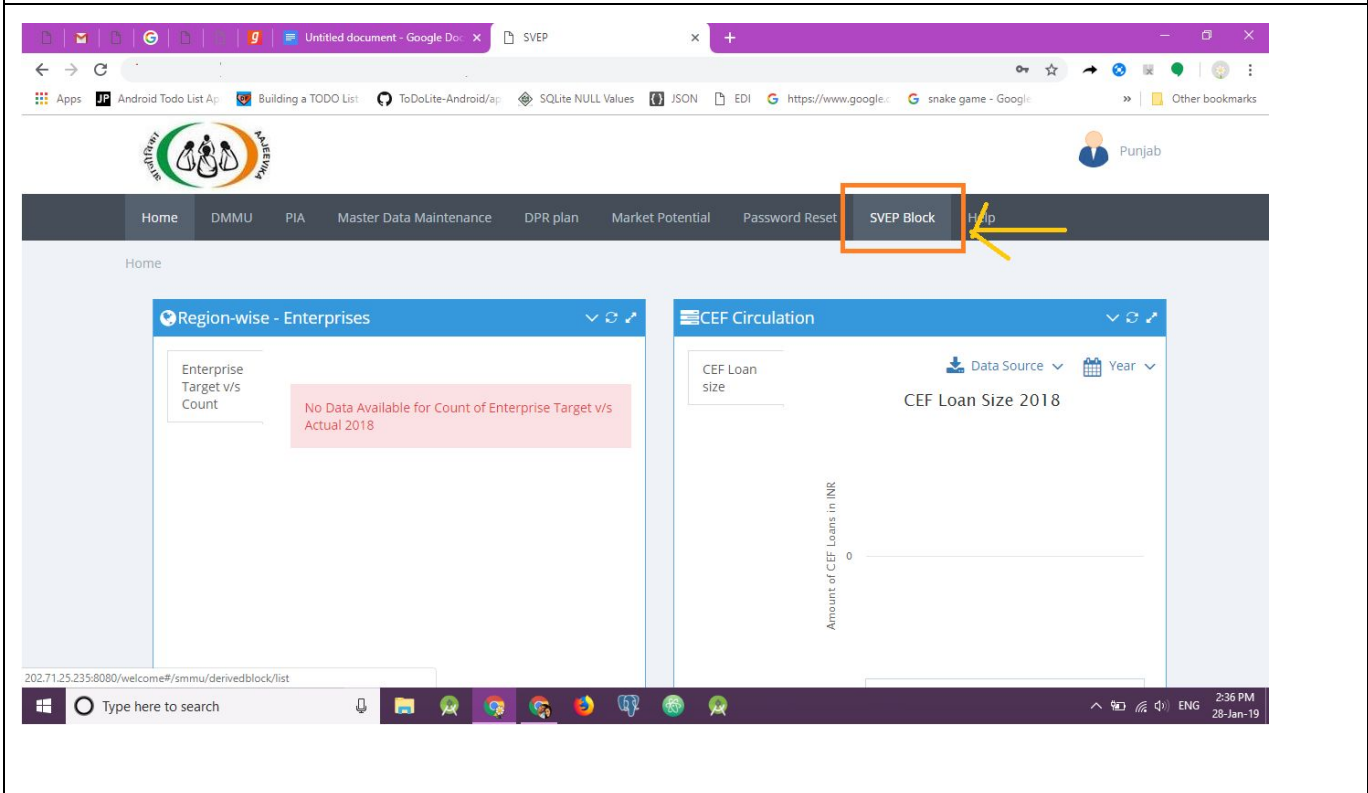 Untitled document - Google Doc
SVEP
Apps
JP Android Todo List Ap
Building a TODO List
ToDoLite-Android/ap
SQLite NULL Values
JSON
EDI
https://www.google.c
snake game - Google
»
Other bookmarks
आजीविका
AAJEEVIKA
Punjab
Home DMMU PIA Master Data Maintenance DPR plan Market Potential Password Reset SVEP Block Help
Home
Region-wise - Enterprises
Enterprise
Target v/s
Count
No Data Available for Count of Enterprise Target v/s
Actual 2018
CEF Circulation
CEF Loan
size
Data Source
Year
CEF Loan Size 2018
Amount of CEF Loans in INR
0
202.71.25.235:8080/welcome#/smmu/derivedblock/list
Type here to search
ENG
2:36 PM
28-Jan-19